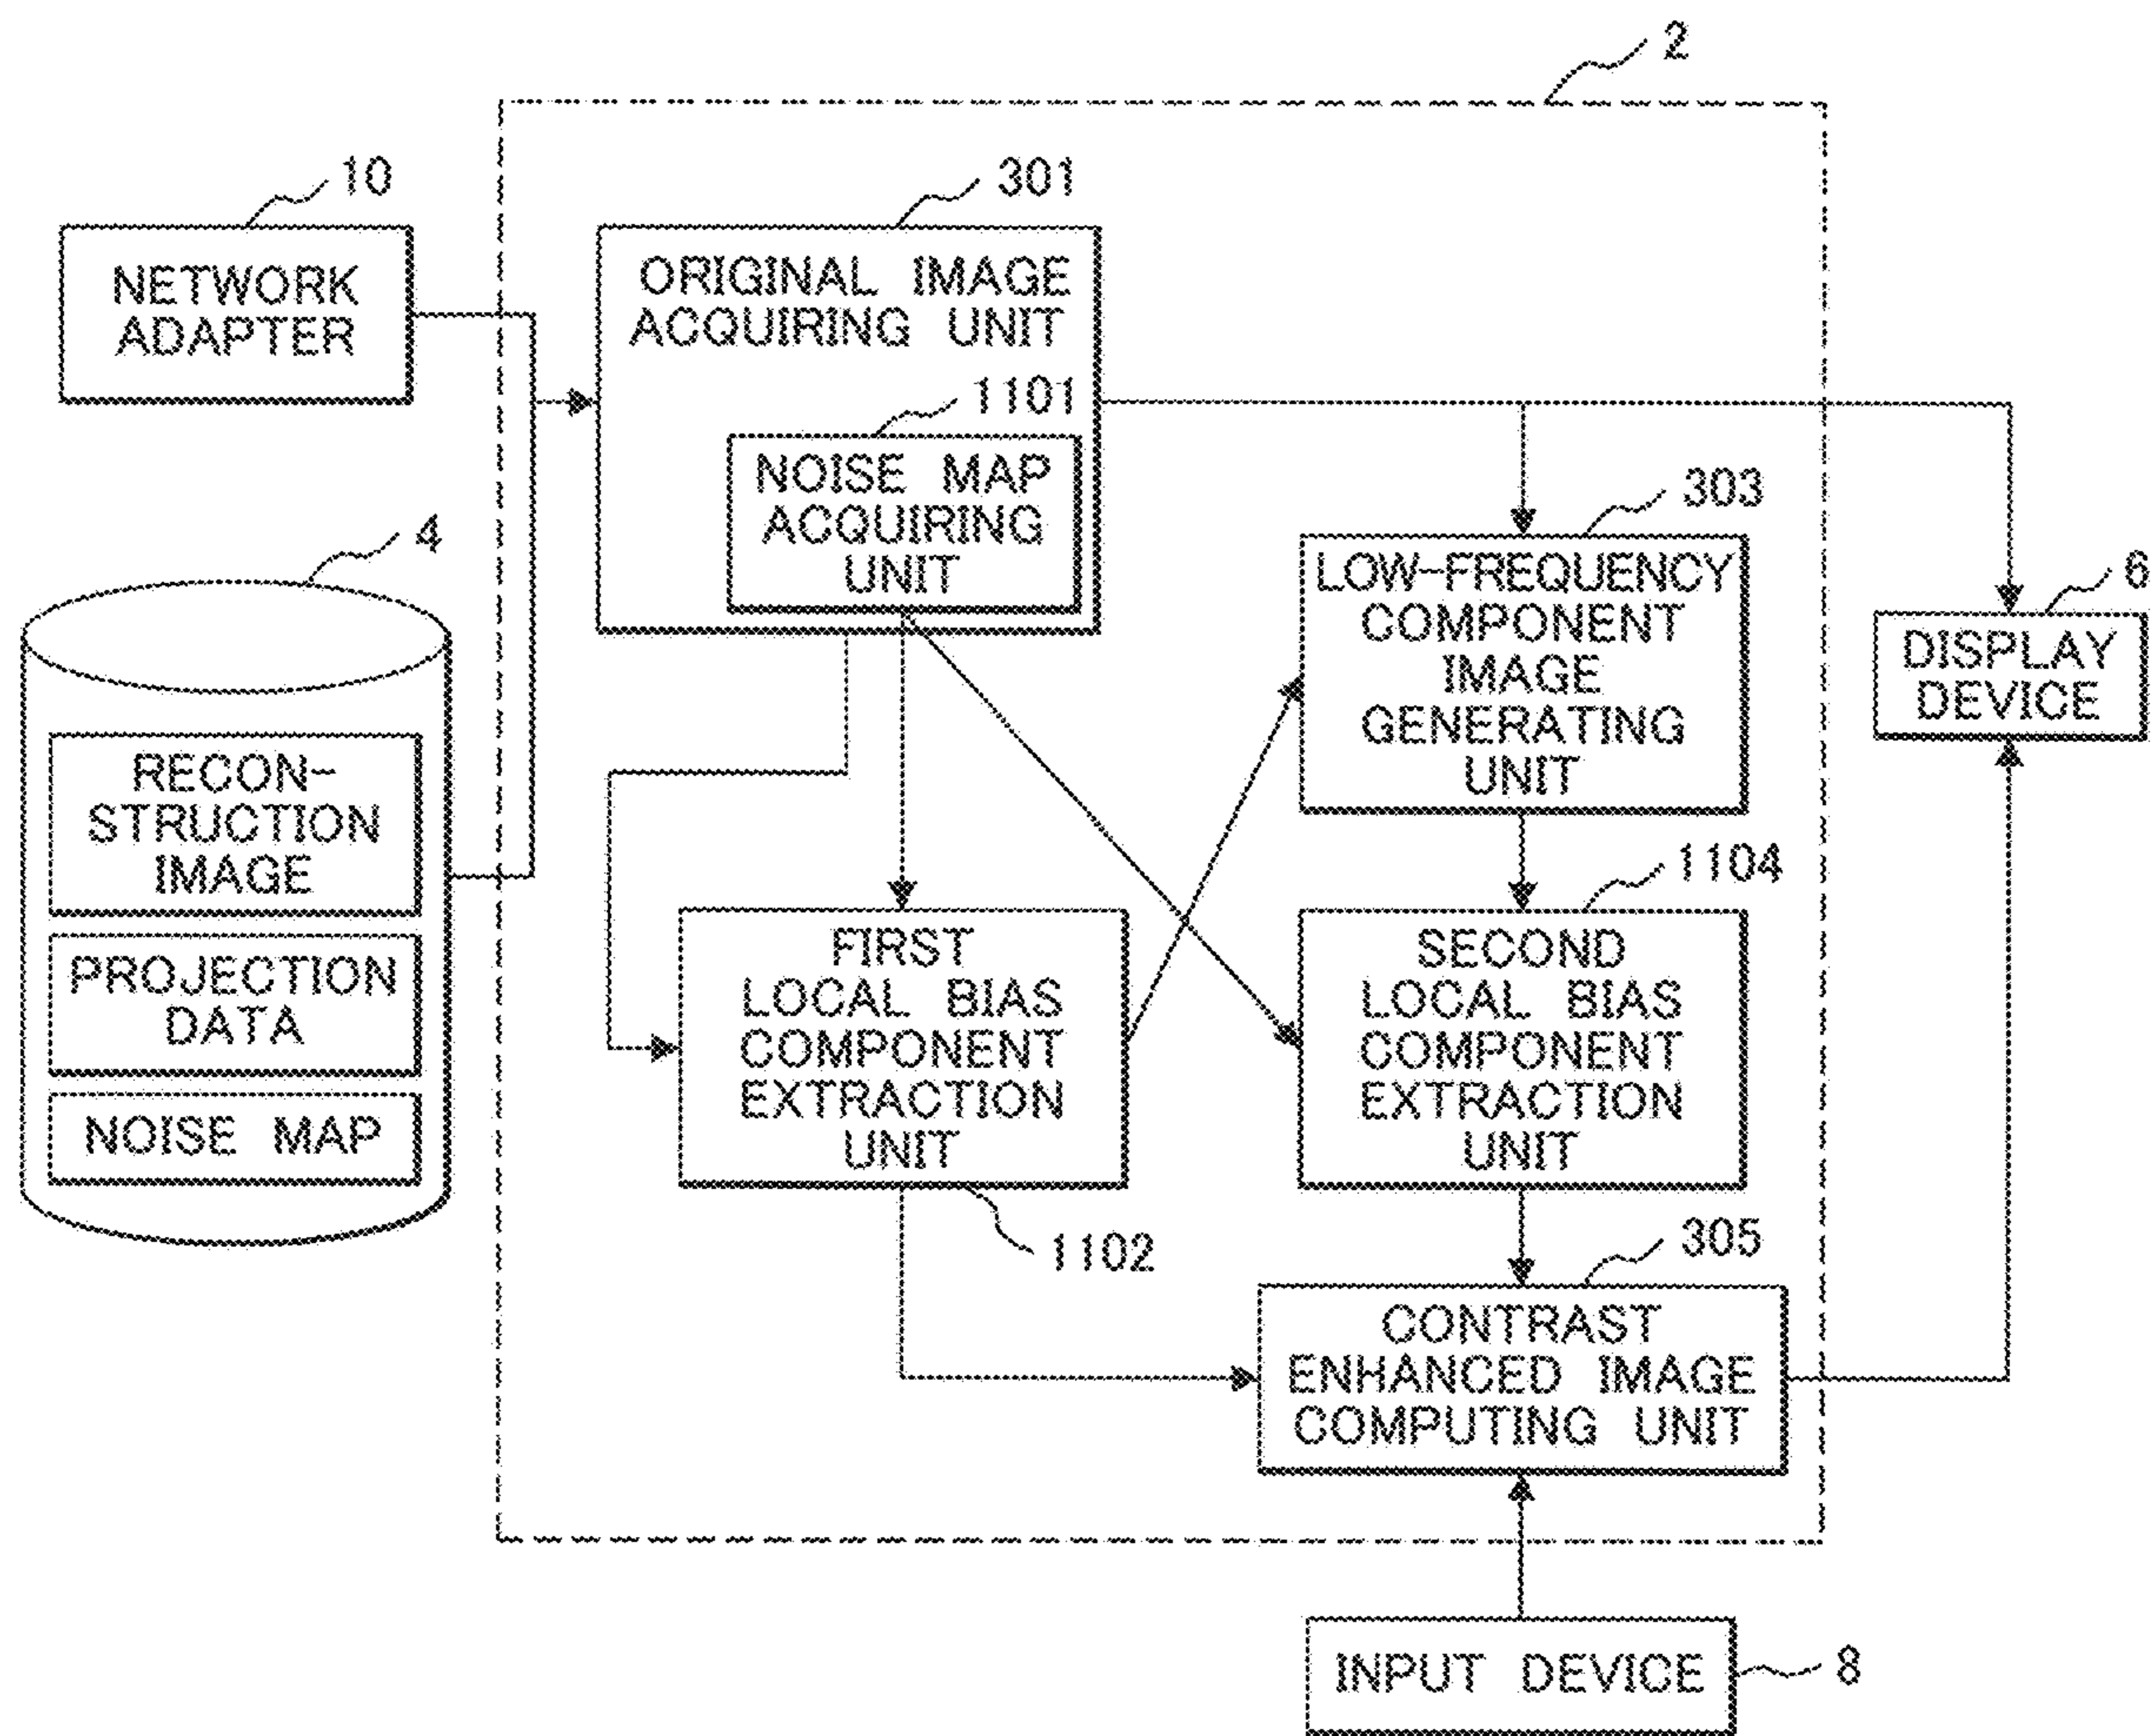 2
10
NETWORK
ADAPTER
301
ORIGINAL IMAGE
ACQUIRING UNIT
1101
NOISE MAP
ACQUIRING
UNIT
303
LOW-FREQUENCY
COMPONENT
IMAGE
GENERATING
UNIT
6
DISPLAY
DEVICE
4
RECON-
STRUCTION
IMAGE
PROJECTION
DATA
NOISE MAP
FIRST
LOCAL BIAS
COMPONENT
EXTRACTION
UNIT
1102
1104
SECOND
LOCAL BIAS
COMPONENT
EXTRACTION
UNIT
305
CONTRAST
ENHANCED IMAGE
COMPUTING UNIT
INPUT DEVICE
8